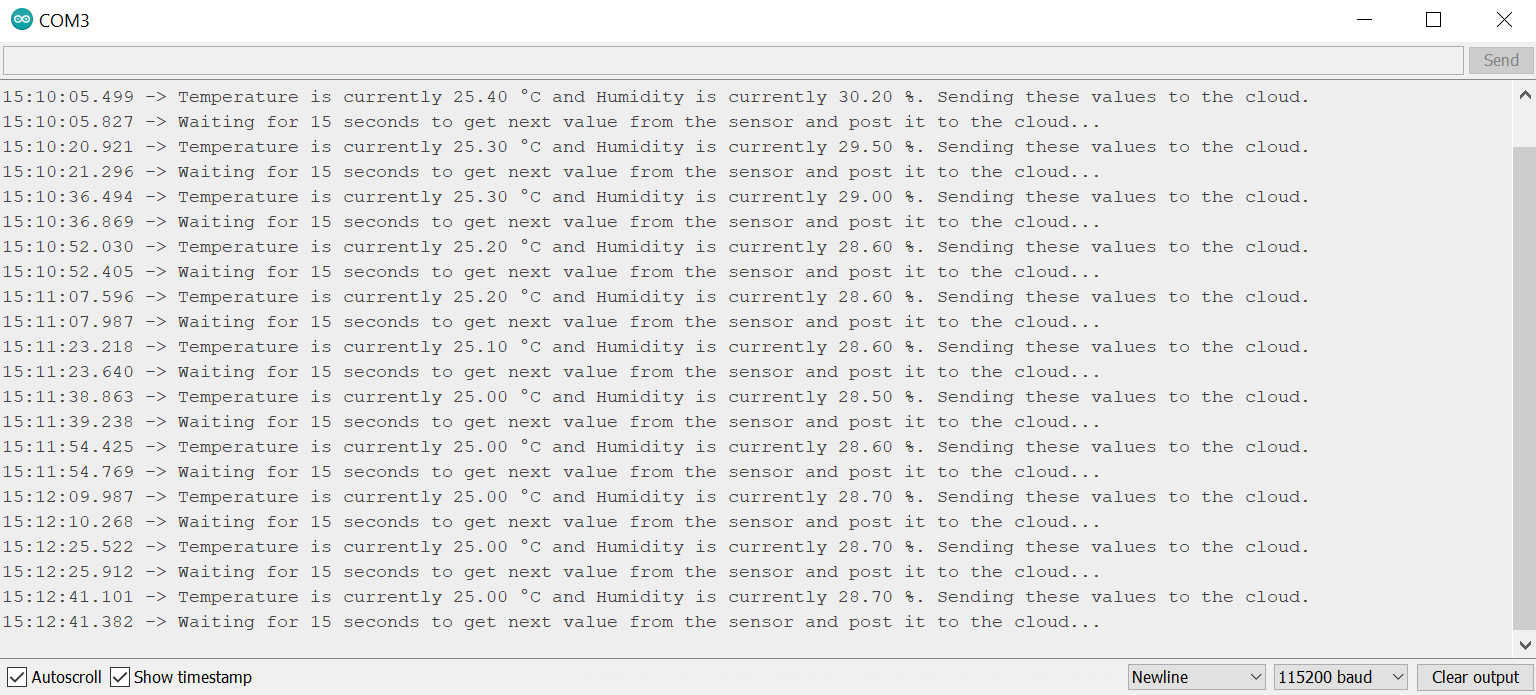 COM3
Send
15:10:05.499 -> Temperature is currently 25.40 °C and Humidity is currently 30.20 %. Sending these values to the cloud.
15:10:05.827 -> Waiting for 15 seconds to get next value from the sensor and post it to the cloud...
15:10:20.921 -> Temperature is currently 25.30 °C and Humidity is currently 29.50 %. Sending these values to the cloud.
15:10:21.296 -> Waiting for 15 seconds to get next value from the sensor and post it to the cloud...
15:10:36.494 -> Temperature is currently 25.30 °C and Humidity is currently 29.00 %. Sending these values to the cloud.
15:10:36.869 -> Waiting for 15 seconds to get next value from the sensor and post it to the cloud...
15:10:52.030 -> Temperature is currently 25.20 °C and Humidity is currently 28.60 %. Sending these values to the cloud.
15:10:52.405 -> Waiting for 15 seconds to get next value from the sensor and post it to the cloud...
15:11:07.596 -> Temperature is currently 25.20 °C and Humidity is currently 28.60 %. Sending these values to the cloud.
15:11:07.987 -> Waiting for 15 seconds to get next value from the sensor and post it to the cloud...
15:11:23.218 -> Temperature is currently 25.10 °C and Humidity is currently 28.60 %. Sending these values to the cloud.
15:11:23.640 -> Waiting for 15 seconds to get next value from the sensor and post it to the cloud...
15:11:38.863 -> Temperature is currently 25.00 °C and Humidity is currently 28.50 %. Sending these values to the cloud.
15:11:39.238 -> Waiting for 15 seconds to get next value from the sensor and post it to the cloud...
15:11:54.425 -> Temperature is currently 25.00 °C and Humidity is currently 28.60 %. Sending these values to the cloud.
15:11:54.769 -> Waiting for 15 seconds to get next value from the sensor and post it to the cloud...
15:12:09.987 -> Temperature is currently 25.00 °C and Humidity is currently 28.70 %. Sending these values to the cloud.
15:12:10.268 -> Waiting for 15 seconds to get next value from the sensor and post it to the cloud...
15:12:25.522 -> Temperature is currently 25.00 °C and Humidity is currently 28.70 %. Sending these values to the cloud.
15:12:25.912 -> Waiting for 15 seconds to get next value from the sensor and post it to the cloud...
15:12:41.101 -> Temperature is currently 25.00 °C and Humidity is currently 28.70 %. Sending these values to the cloud.
15:12:41.382 -> Waiting for 15 seconds to get next value from the sensor and post it to the cloud...
Autoscroll Show timestamp Newline 115200 baud Clear output